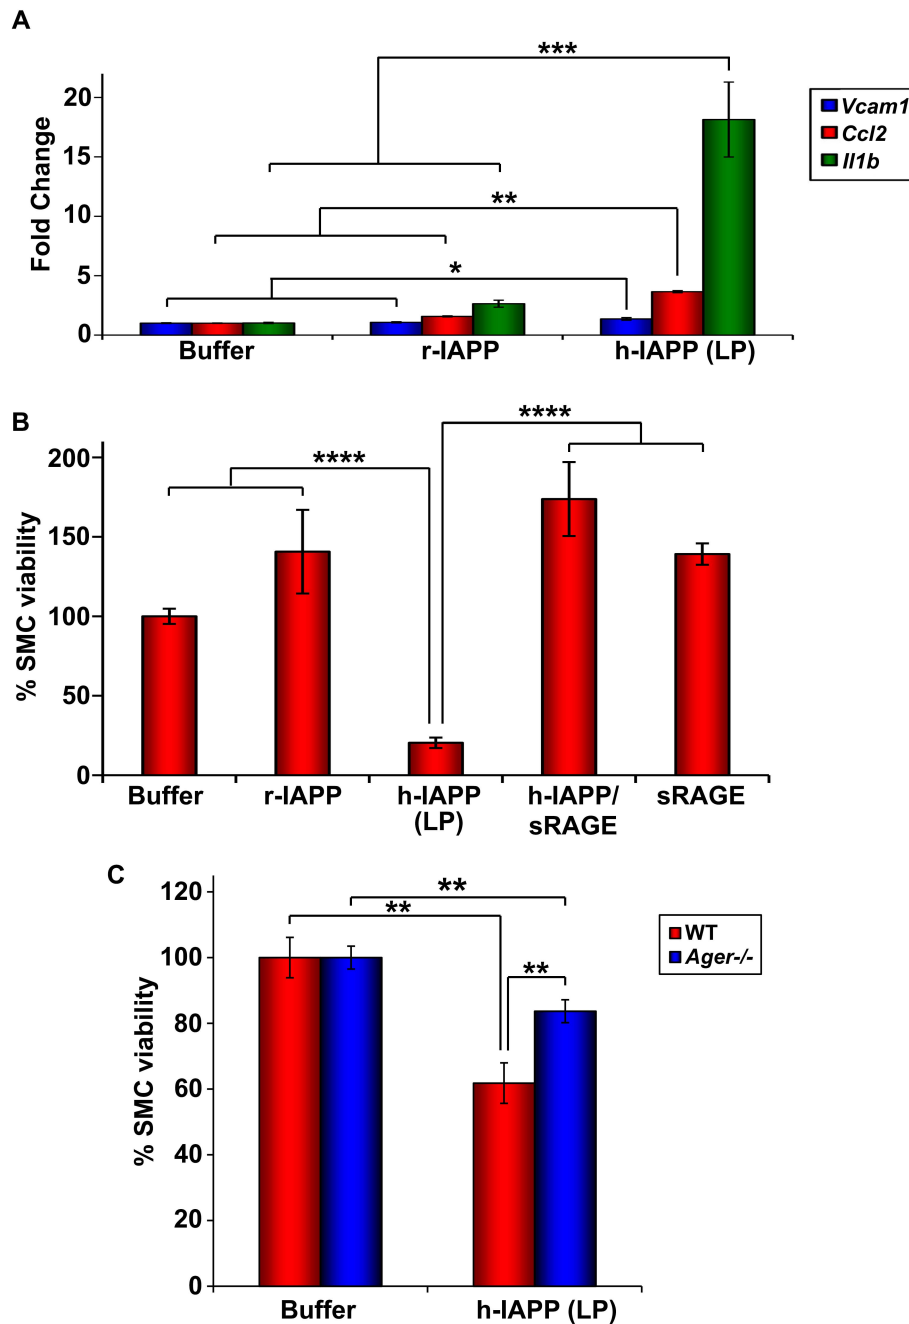 A
***
20
Vcam1
Ccl2
Il1b
15
**
10
*
5
0
Fold Change
Buffer
r-IAPP
h-IAPP (LP)
B
****
****
200
150
100
50
0
% SMC viability
Buffer
r-IAPP
h-IAPP
(LP)
h-IAPP/
sRAGE
sRAGE
C
120
**
**
WT
Ager-/-
100
**
80
60
40
20
0
% SMC viability
Buffer
h-IAPP (LP)